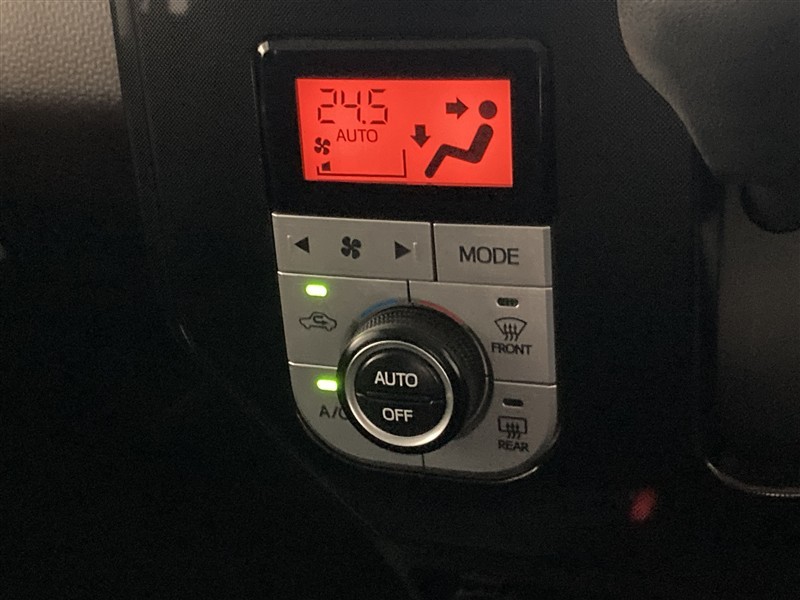 24.5
AUTO
MODE
FRONT
AUTO
OFF
A/C
REAR